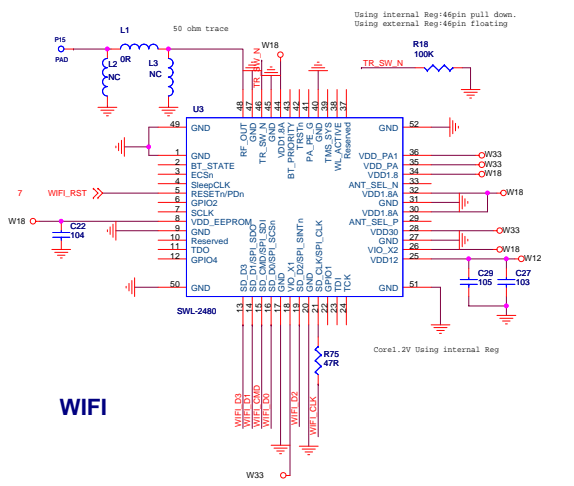 Using internal Reg:46pin pull down.
Using external Reg:46pin floating
L1
50 ohm trace
P15
PAD
0R
L2
NC
L3
NC
W18
TR_SW_N
R18
100K
TR_SW_N
U3
48 47 46 45 44 43 42 41 40 39 38 37
RF_OUT
GND
TR_SW_N
GND
VDD1.8A
BT_PRIORITY
TRSTn
PA_PE_G
GND
TMS_SYS
WL_ACTIVE
Reserved
49 GND
GND 52
1 GND
2 BT_STATE
3 ECSn
4 SleepCLK
7 WIFI_RST 5 RESETn/PDn
6 GPIO2
7 SCLK
W18 8 VDD_EEPROM
9 GND
10 Reserved
11 TDO
12 GPIO4
C22
104
VDD_PA1 36 W33
VDD_PA 35 W33
VDD1.8 34 W18
ANT_SEL_N 33
VDD1.8A 32 W18
GND 31
VDD1.8A 30
ANT_SEL_P 29
VDD30 28 W33
GND 27
VIO_X2 26 W18
VDD12 25 W12
50 GND
GND 51
C29
105
C27
103
SD_D3
SD_D1/SPI_SDO
SD_CMD/SPI_SDI
SD_D0/SPI_SCSn
GND
VIO_X1
SD_D2/SPI_SINTn
GND
SD_CLK/SPI_CLK
GPIO1
TDI
TCK
SWL-2480
13 14 15 16 17 18 19 20 21 22 23 24
R75
47R
Core1.2V Using internal Reg
WIFI_D3
WIFI_D1
WIFI_CMD
WIFI_D0
WIFI_D2
WIFI_CLK
WIFI
W33